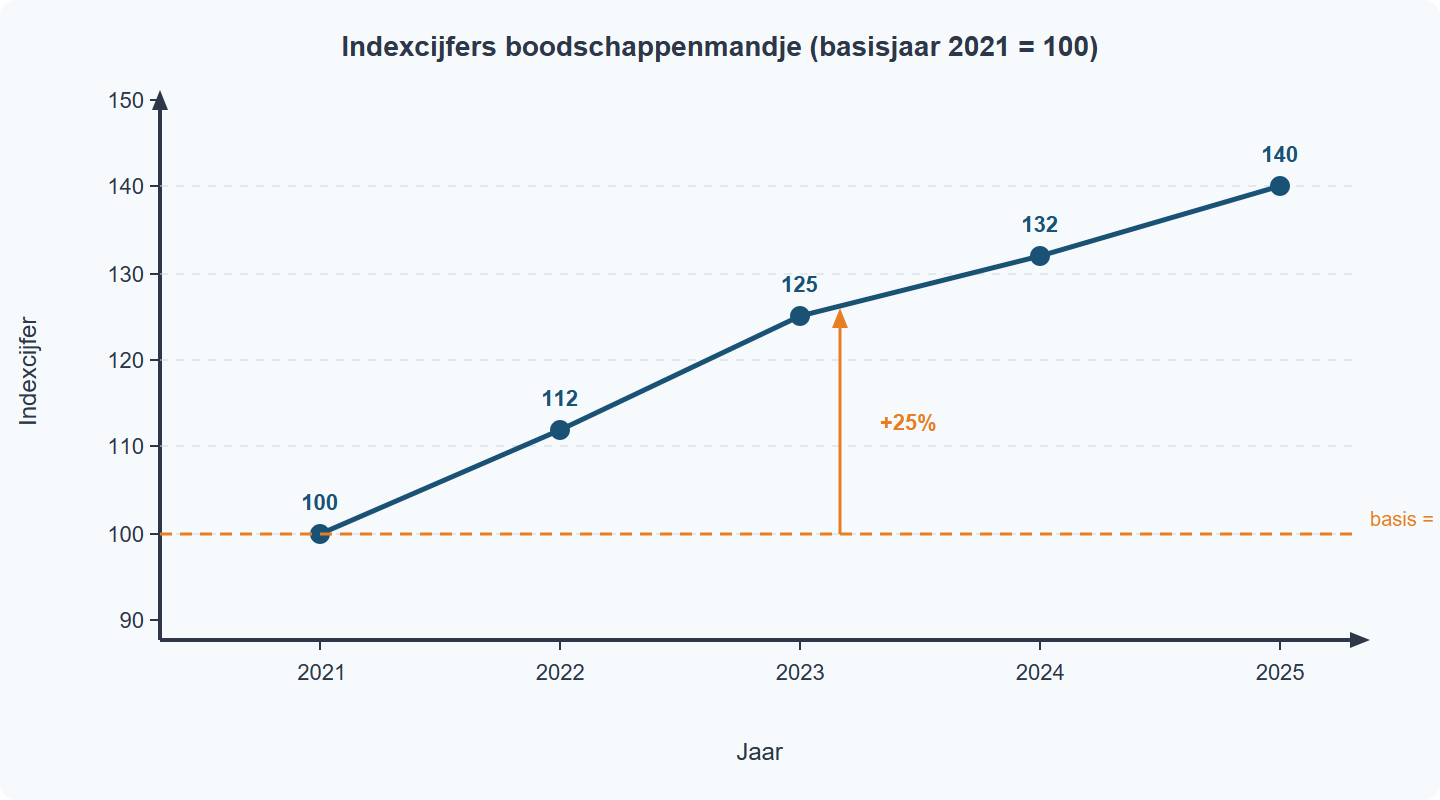 Indexcijfers boodschappenmandje (basisjaar 2021 = 100)
150
140
140
132
130
125
120
112
+25%
110
100
basis =
100
90
Indexcijfer
2021 2022 2023 2024 2025
Jaar